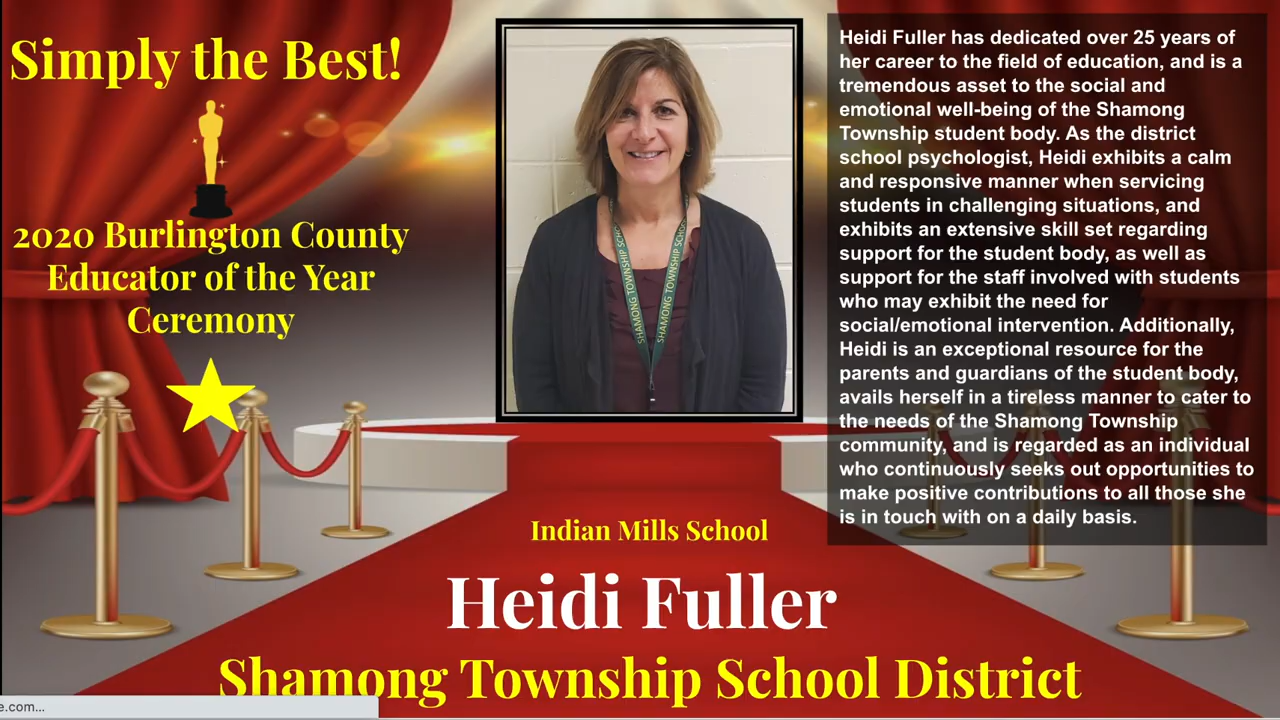 Simply the Best!
2020 Burlington County
Educator of the Year
Ceremony
SHAMONG TOWNSHIP SCHO
SHAMONG TOWNSHIP SCHOO
Heidi Fuller has dedicated over 25 years of
her career to the field of education, and is a
tremendous asset to the social and
emotional well-being of the Shamong
Township student body. As the district
school psychologist, Heidi exhibits a calm
and responsive manner when servicing
students in challenging situations, and
exhibits an extensive skill set regarding
support for the student body, as well as
support for the staff involved with students
who may exhibit the need for
social/emotional intervention. Additionally,
Heidi is an exceptional resource for the
parents and guardians of the student body,
avails herself in a tireless manner to cater to
the needs of the Shamong Township
community, and is regarded as an individual
who continuously seeks out opportunities to
make positive contributions to all those she
is in touch with on a daily basis.
Indian Mills School
Heidi Fuller
Shamong Township School District
e.com...